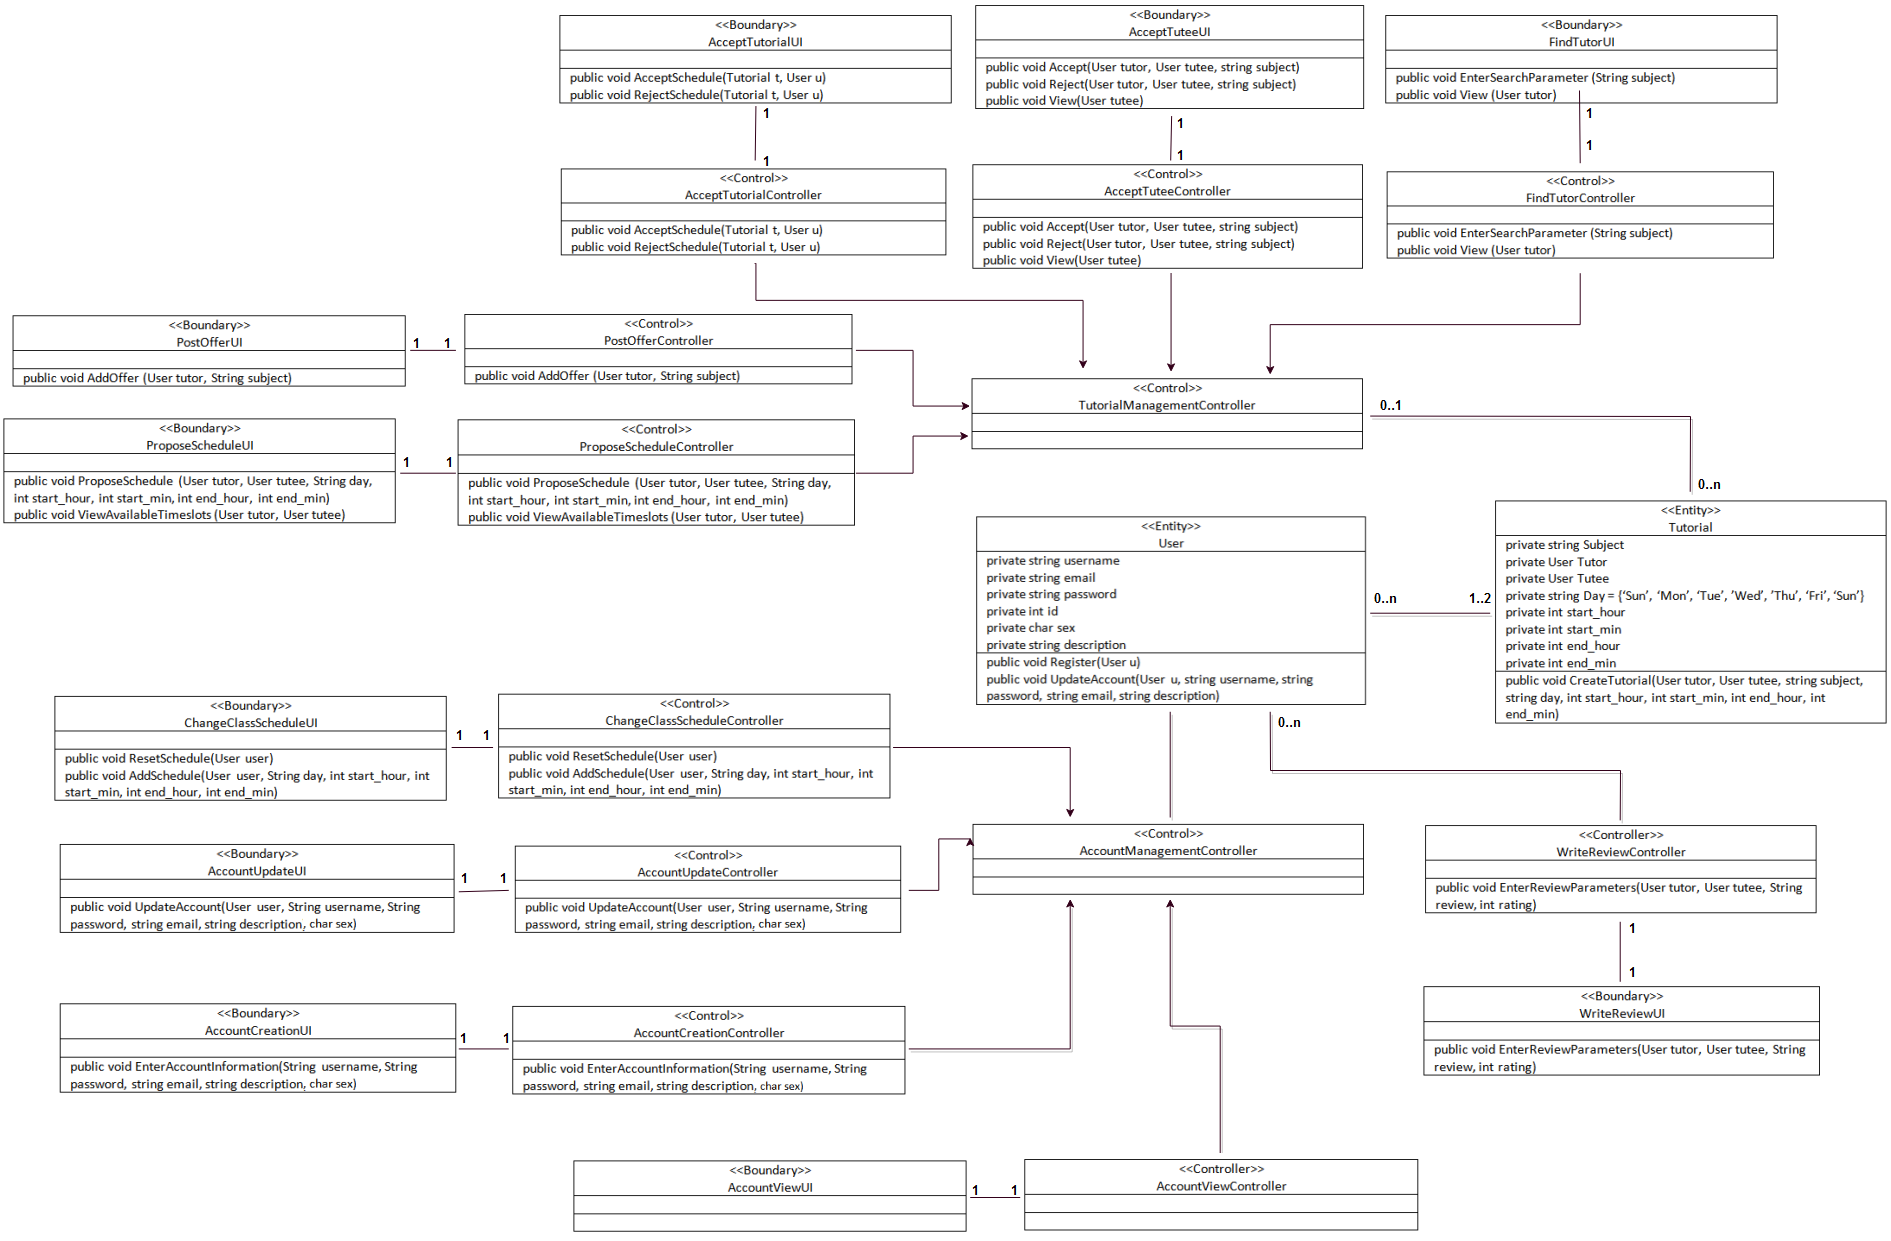 <<Boundary>>
AcceptTutorialUI
public void AcceptSchedule(Tutorial t, User u)
public void RejectSchedule(Tutorial t, User u)
1
1
<<Control>>
AcceptTutorialController
public void AcceptSchedule(Tutorial t, User u)
public void RejectSchedule(Tutorial t, User u)
<<Boundary>>
AcceptTuteeUI
public void Accept(User tutor, User tutee, string subject)
public void Reject(User tutor, User tutee, string subject)
public void View(User tutee)
1
1
<<Control>>
AcceptTuteeController
public void Accept(User tutor, User tutee, string subject)
public void Reject(User tutor, User tutee, string subject)
public void View(User tutee)
<<Boundary>>
FindTutorUI
public void EnterSearchParameter (String subject)
public void View (User tutor)
1
1
<<Control>>
FindTutorController
public void EnterSearchParameter (String subject)
public void View (User tutor)
<<Boundary>>
PostOfferUI
public void AddOffer (User tutor, String subject)
1 1
<<Control>>
PostOfferController
public void AddOffer (User tutor, String subject)
<<Control>>
TutorialManagementController
0..1
0..n
<<Boundary>>
ProposeScheduleUI
public void ProposeSchedule (User tutor, User tutee, String day,
int start_hour, int start_min, int end_hour, int end_min)
public void ViewAvailableTimeslots (User tutor, User tutee)
1 1
<<Control>>
ProposeScheduleController
public void ProposeSchedule (User tutor, User tutee, String day,
int start_hour, int start_min, int end_hour, int end_min)
public void ViewAvailableTimeslots (User tutor, User tutee)
<<Entity>>
User
private string username
private string email
private string password
private int id
private char sex
private string description
public void Register(User u)
public void UpdateAccount(User u, string username, string
password, string email, string description)
0..n 1..2
0..n
<<Entity>>
Tutorial
private string Subject
private User Tutor
private User Tutee
private string Day = {‘Sun’, ‘Mon’, ‘Tue’, ’Wed’, ’Thu’, ‘Fri’, ‘Sun’}
private int start_hour
private int start_min
private int end_hour
private int end_min
public void CreateTutorial(User tutor, User tutee, string subject,
string day, int start_hour, int start_min, int end_hour, int
end_min)
<<Boundary>>
ChangeClassScheduleUI
public void ResetSchedule(User user)
public void AddSchedule(User user, String day, int start_hour, int
start_min, int end_hour, int end_min)
1 1
<<Control>>
ChangeClassScheduleController
public void ResetSchedule(User user)
public void AddSchedule(User user, String day, int start_hour, int
start_min, int end_hour, int end_min)
<<Boundary>>
AccountUpdateUI
public void UpdateAccount(User user, String username, String
password, string email, string description, char sex)
1 1
<<Control>>
AccountUpdateController
public void UpdateAccount(User user, String username, String
password, string email, string description, char sex)
<<Control>>
AccountManagementController
<<Controller>>
WriteReviewController
public void EnterReviewParameters(User tutor, User tutee, String
review, int rating)
1
1
<<Boundary>>
WriteReviewUI
public void EnterReviewParameters(User tutor, User tutee, String
review, int rating)
<<Boundary>>
AccountCreationUI
public void EnterAccountInformation(String username, String
password, string email, string description, char sex)
1 1
<<Control>>
AccountCreationController
public void EnterAccountInformation(String username, String
password, string email, string description, char sex)
<<Boundary>>
AccountViewUI
1 1
<<Controller>>
AccountViewController